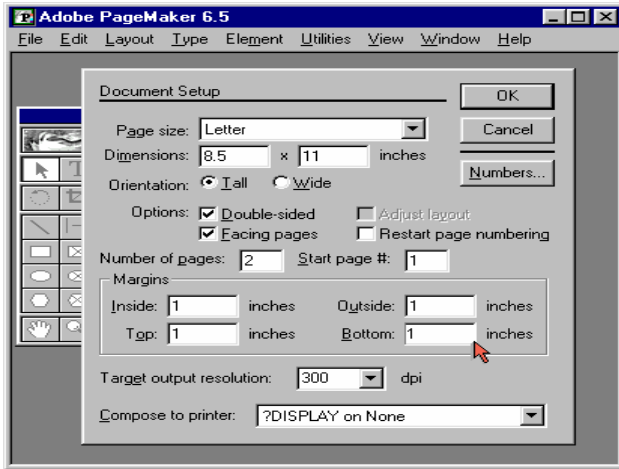 Adobe PageMaker 6.5
File Edit Layout Type Element Utilities View Window Help
Document Setup
OK
Page size: Letter
Cancel
Dimensions: 8.5 x 11 inches
Numbers...
Orientation: Tall Wide
Options: Double-sided Adjust layout
Facing pages Restart page numbering
Number of pages: 2 Start page #: 1
Margins
Inside: 1 inches Outside: 1 inches
Top: 1 inches Bottom: 1 inches
Target output resolution: 300 dpi
Compose to printer: ?DISPLAY on None